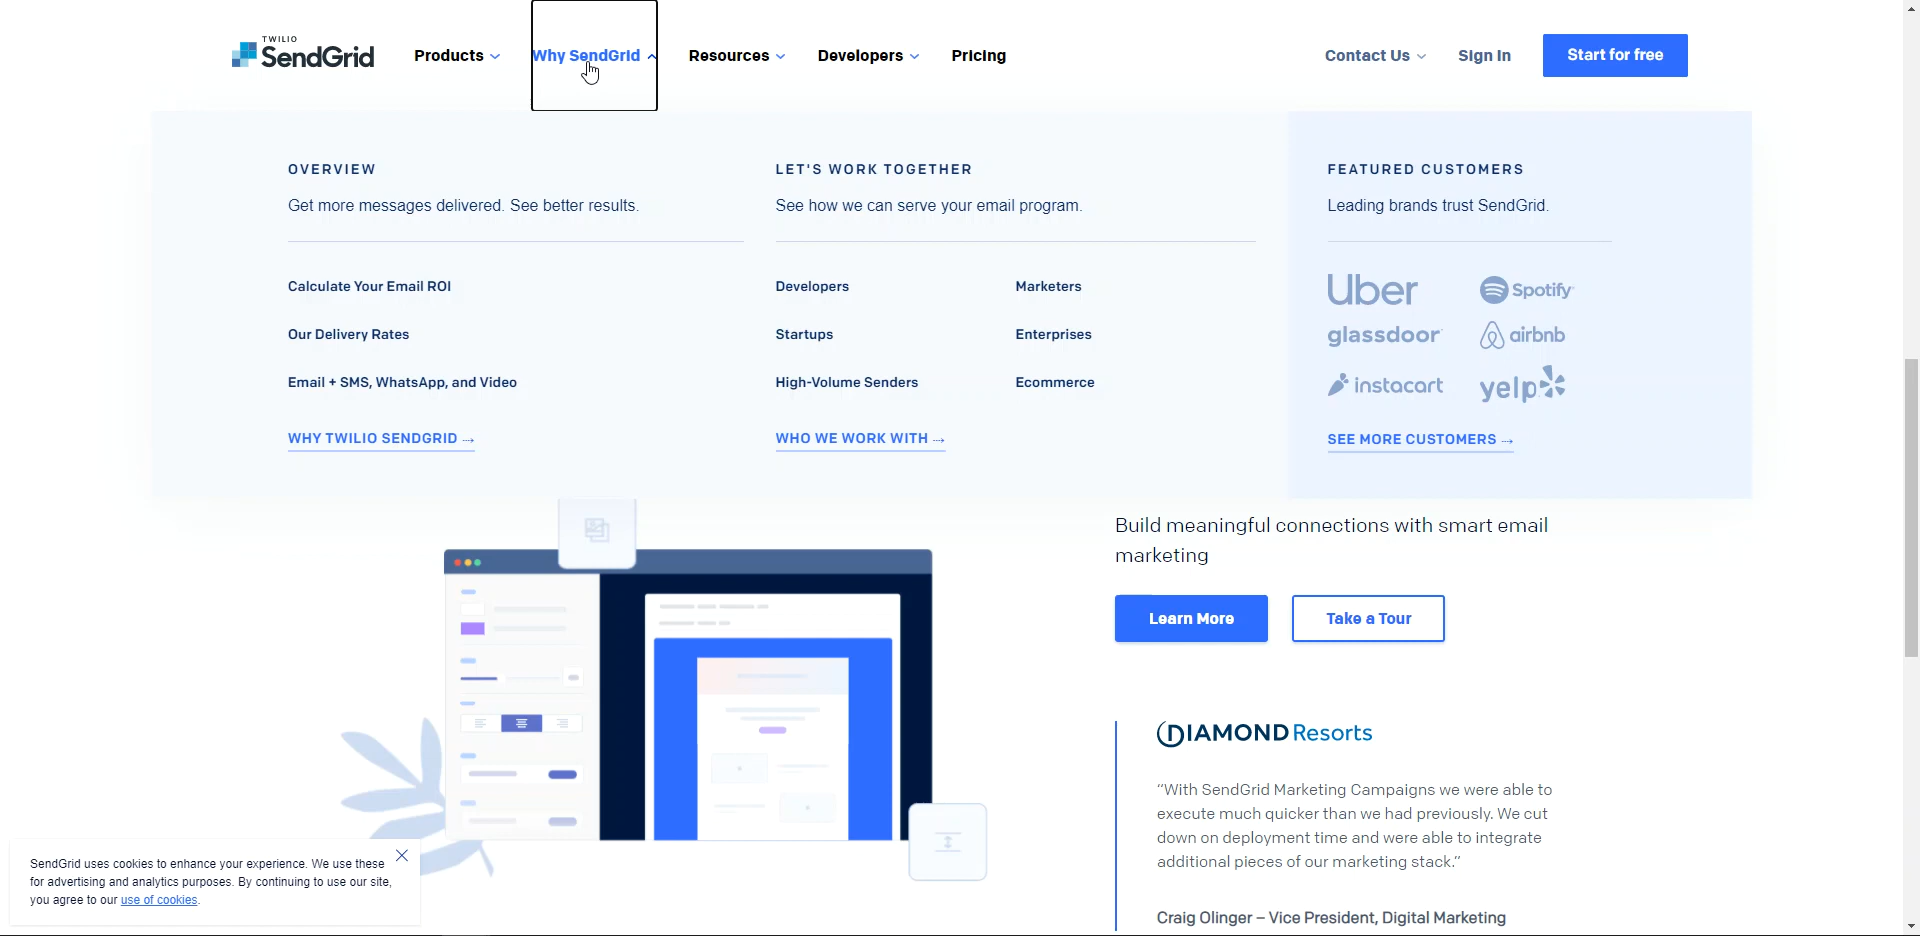 TWILIO
SendGrid
Products
Why SendGrid
Resources
Developers
Pricing
Contact Us
Sign In
Start for free
OVERVIEW
Get more messages delivered. See better results.
Calculate Your Email ROI
Our Delivery Rates
Email + SMS, WhatsApp, and Video
WHY TWILIO SENDGRID →
LET'S WORK TOGETHER
See how we can serve your email program.
Developers
Marketers
Startups
Enterprises
High-Volume Senders
Ecommerce
WHO WE WORK WITH →
FEATURED CUSTOMERS
Leading brands trust SendGrid.
Uber
Spotify
glassdoor
airbnb
instacart
yelp
SEE MORE CUSTOMERS →
Build meaningful connections with smart email
marketing
Learn More
Take a Tour
DIAMOND Resorts
“With SendGrid Marketing Campaigns we were able to
execute much quicker than we had previously. We cut
down on deployment time and were able to integrate
additional pieces of our marketing stack.”
Craig Olinger – Vice President, Digital Marketing
SendGrid uses cookies to enhance your experience. We use these
for advertising and analytics purposes. By continuing to use our site,
you agree to our use of cookies.